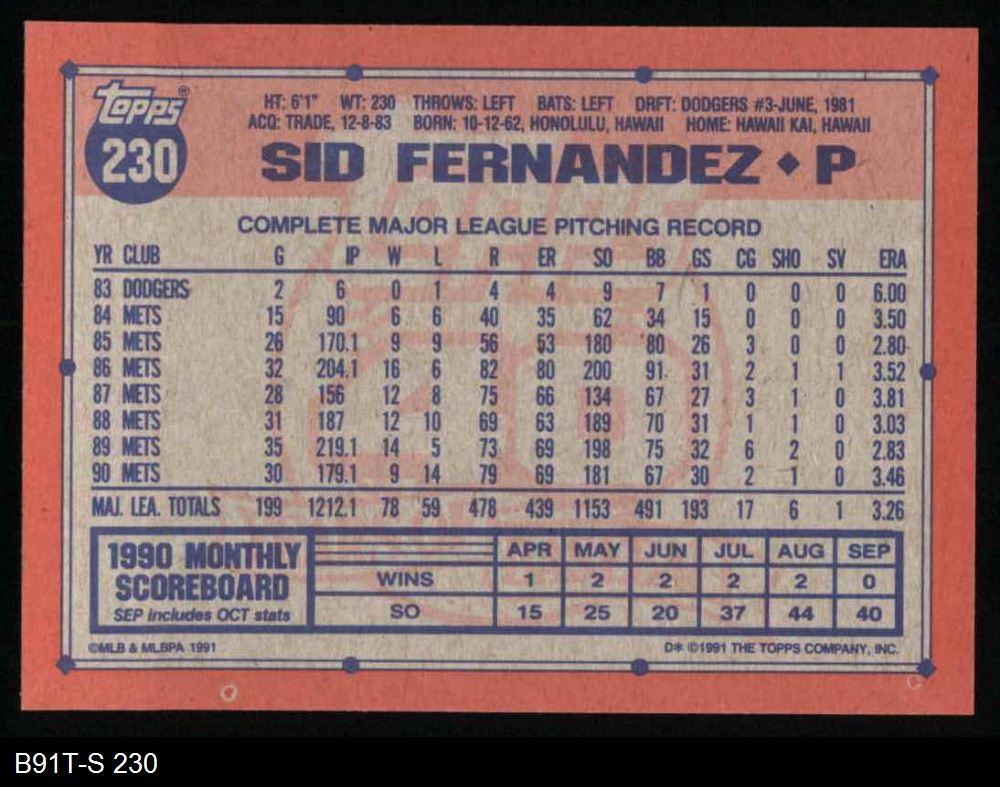 topps®
230
HT: 6'1" WT: 230 THROWS: LEFT BATS: LEFT DRFT: DODGERS #3-JUNE, 1981
ACQ: TRADE, 12-8-83 BORN: 10-12-62, HONOLULU, HAWAII HOME: HAWAII KAI, HAWAII
SID FERNANDEZ ◆ P
COMPLETE MAJOR LEAGUE PITCHING RECORD
YR CLUB G IP W L R ER SO BB GS CG SHO SV ERA
83 DODGERS 2 6 0 1 4 4 9 7 1 0 0 0 6.00
84 METS 15 90 6 6 40 35 62 34 15 0 0 0 3.50
85 METS 26 170.1 9 9 56 53 180 80 26 3 0 0 2.80
86 METS 32 204.1 16 6 82 80 200 91 31 2 1 1 3.52
87 METS 28 156 12 8 75 66 134 67 27 3 1 0 3.81
88 METS 31 187 12 10 69 63 189 70 31 1 1 0 3.03
89 METS 35 219.1 14 5 73 69 198 75 32 6 2 0 2.83
90 METS 30 179.1 9 14 79 69 181 67 30 2 1 0 3.46
MAJ. LEA. TOTALS 199 1212.1 78 59 478 439 1153 491 193 17 6 1 3.26
1990 MONTHLY
SCOREBOARD
SEP includes OCT stats
APR MAY JUN JUL AUG SEP
WINS 1 2 2 2 2 0
SO 15 25 20 37 44 40
©MLB & MLBPA 1991
D* ©1991 THE TOPPS COMPANY, INC.
B91T-S 230